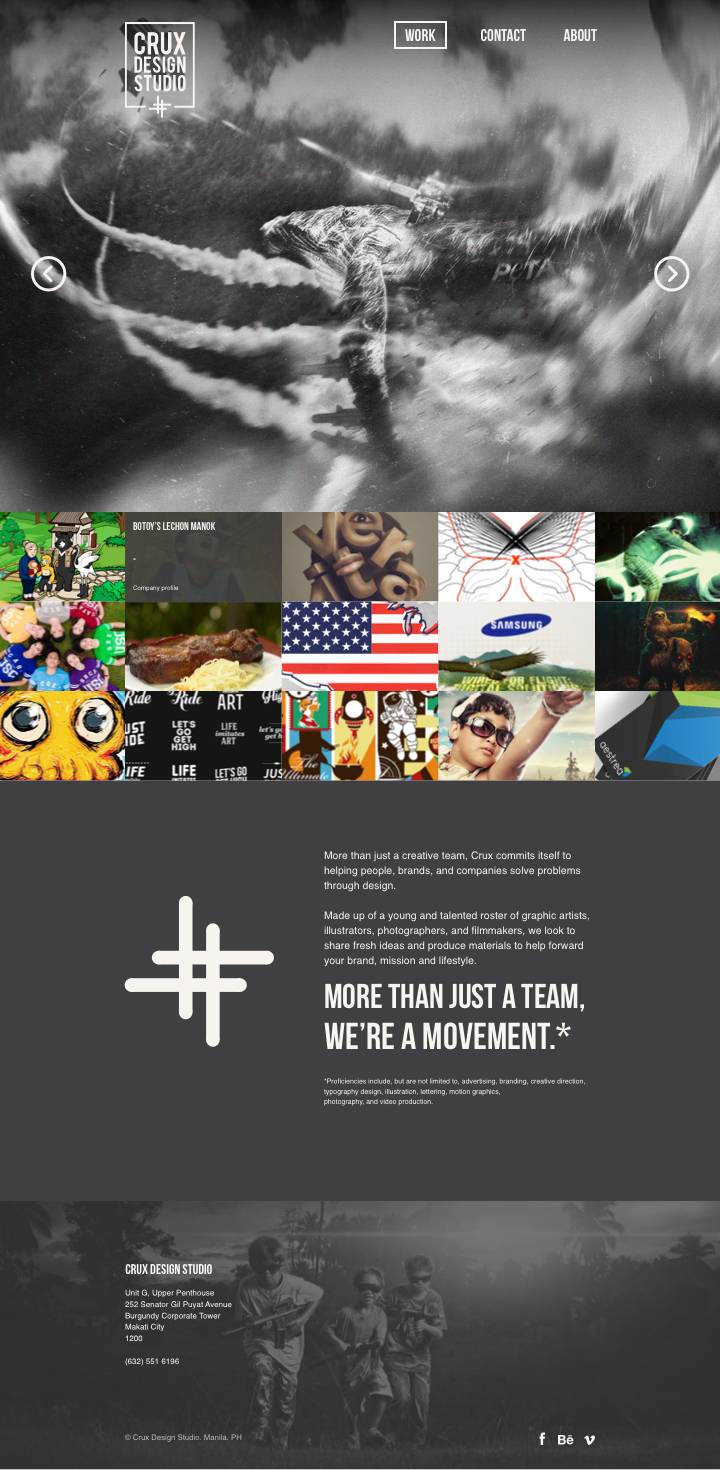 CRUX
DESIGN
STUDIO
WORK
CONTACT
ABOUT
PETA
BOTOY'S LECHON MANOK
-
Company profile
SAMSUNG
Ride
Ride
ART
LET'S
GO
GET
HIGH
LIFE
imitates
ART
LIFE
LIFE
LET'S GO
The
Ultimate
aestrea
More than just a creative team, Crux commits itself to
helping people, brands, and companies solve problems
through design.
Made up of a young and talented roster of graphic artists,
illustrators, photographers, and filmmakers, we look to
share fresh ideas and produce materials to help forward
your brand, mission and lifestyle.
MORE THAN JUST A TEAM,
WE'RE A MOVEMENT.*
*Proficiencies include, but are not limited to, advertising, branding, creative direction,
typography design, illustration, lettering, motion graphics,
photography, and video production.
CRUX DESIGN STUDIO
Unit G, Upper Penthouse
252 Senator Gil Puyat Avenue
Burgundy Corporate Tower
Makati City
1200
(632) 551 6196
© Crux Design Studio. Manila. PH
f
Bē
v